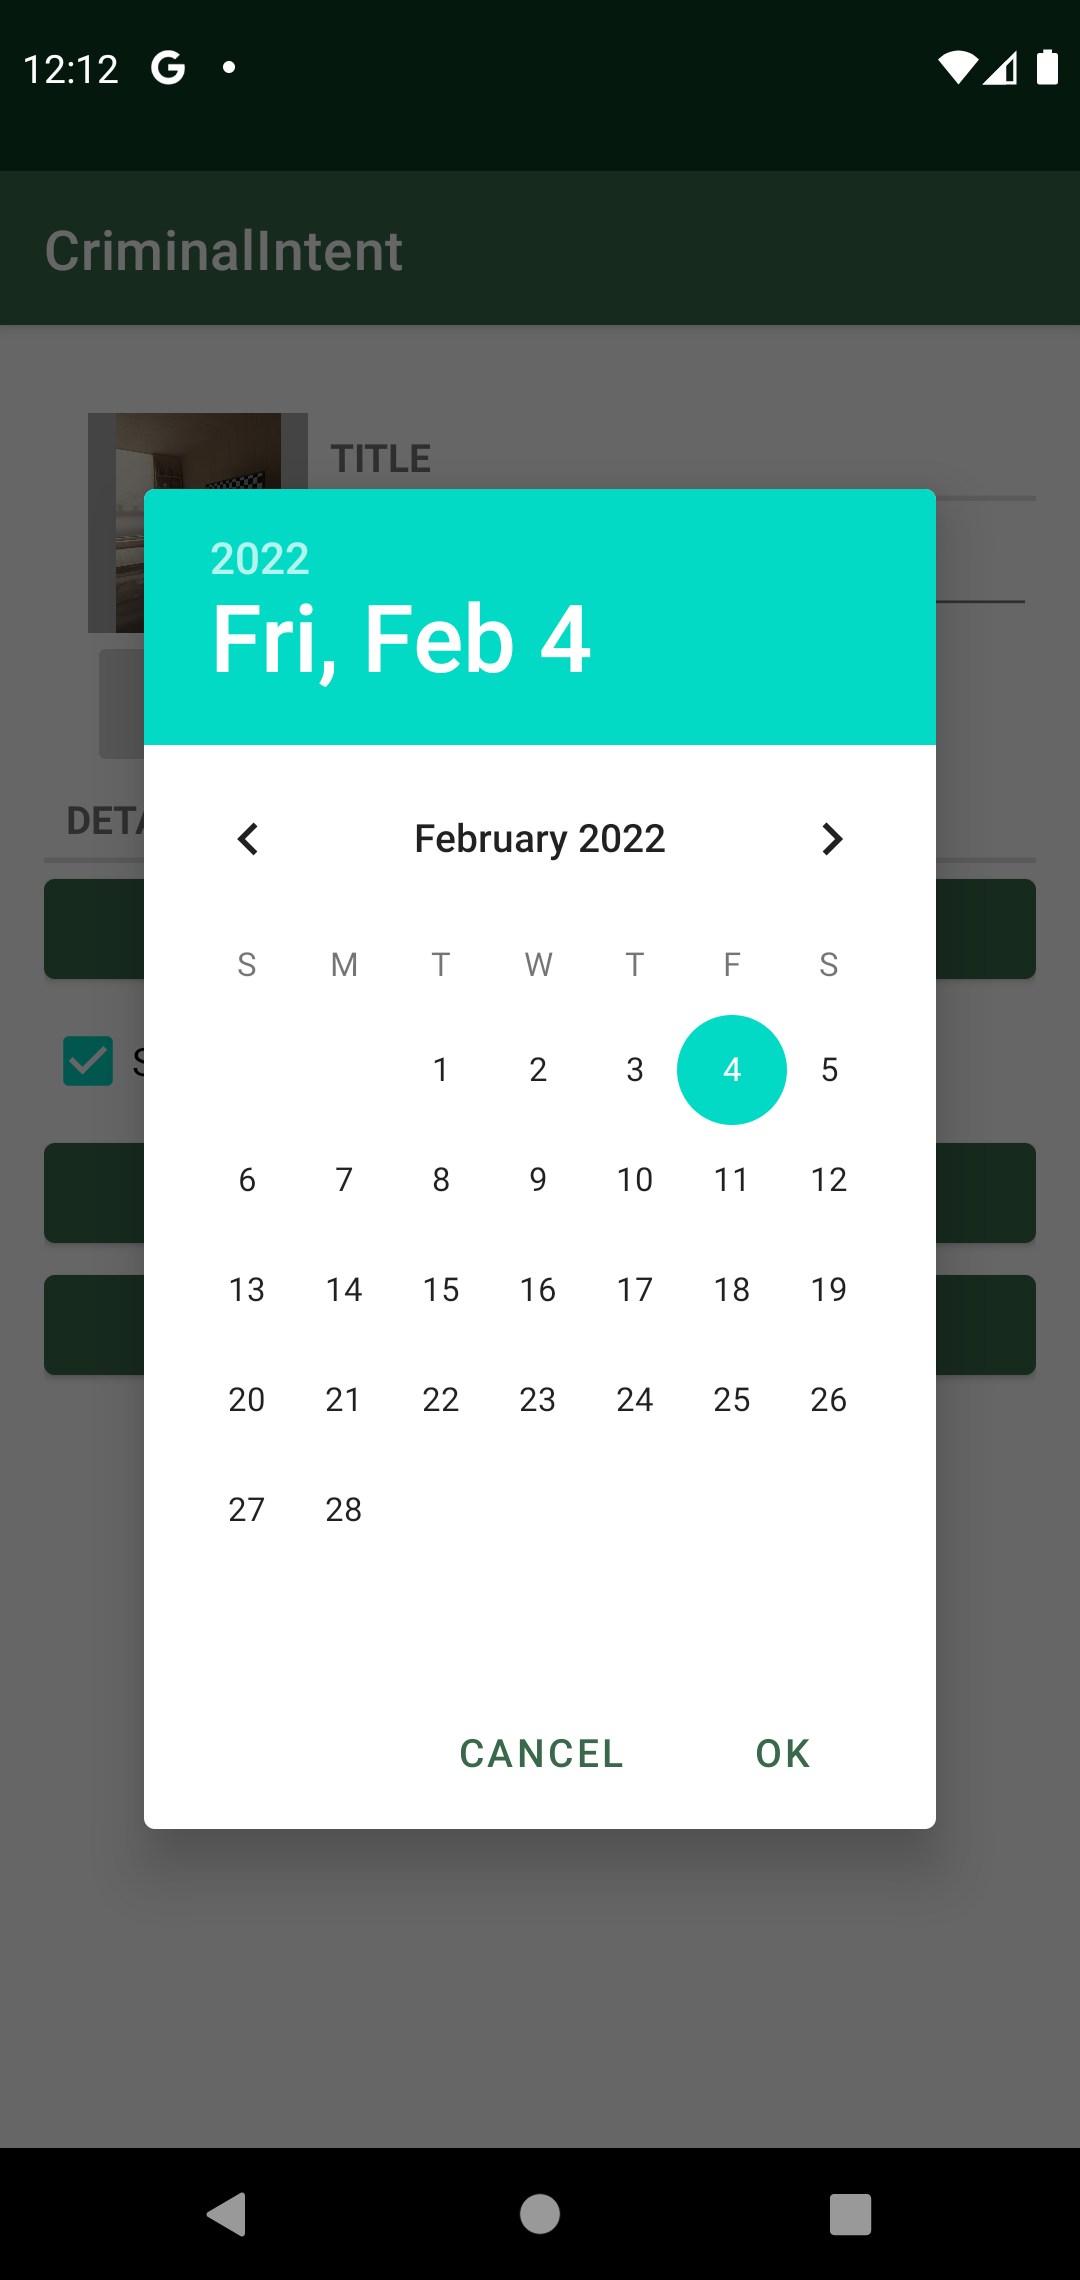 12:12
CriminalIntent
TITLE
2022
Fri, Feb 4
DETA
February 2022
S M T W T F S
1 2 3 4 5
S
6 7 8 9 10 11 12
13 14 15 16 17 18 19
20 21 22 23 24 25 26
27 28
CANCEL OK